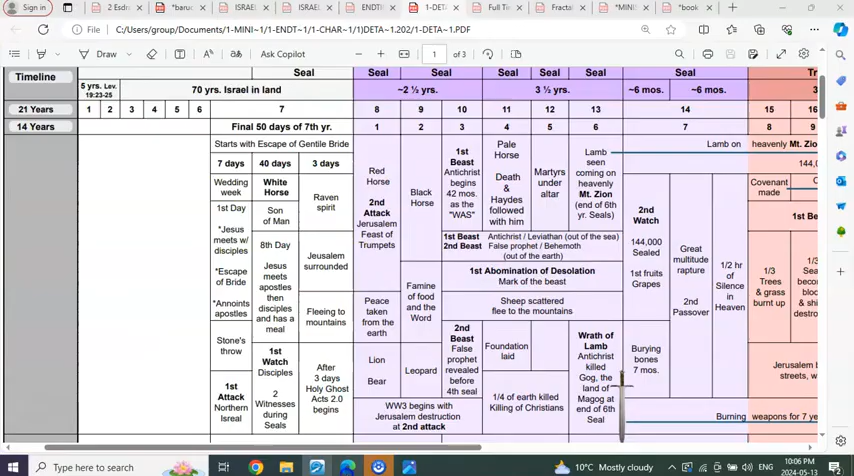 Sign in
2 Esdr
*baruc
ISRAEL
ISRAEL
ENDTI
1-DETA
Full Tim
Fractal
*MINI
*book
File
C:/Users/group/Documents/1-MINI~1/1-ENDT~1/1-CHAR~1/1)DETA~1.202/1-DETA~1.PDF
Draw
Ask Copilot
1
of 3
Timeline
Seal
Seal
Seal
Seal
Seal
Seal
Seal
Seal
Tr
5 yrs. Lev.
19:23-25
70 yrs. Israel in land
~2 ½ yrs.
3 ½ yrs.
~6 mos.
~6 mos.
3
21 Years
1
2
3
4
5
6
7
8
9
10
11
12
13
14
15
16
14 Years
Final 50 days of 7th yr.
1
2
3
4
5
6
7
8
9
Starts with Escape of Gentile Bride
7 days
40 days
3 days
Wedding
week
1st Day
*Jesus
meets w/
disciples
*Escape
of Bride
*Annoints
apostles
Stone's
throw
1st
Attack
Northern
Isreal
White
Horse
Son
of Man
8th Day
Jesus
meets
apostles
then
disciples
and has a
meal
1st
Watch
Disciples
2
Witnesses
during
Seals
Raven
spirit
Jeusalem
surrounded
Fleeing to
mountains
After
3 days
Holy Ghost
Acts 2.0
begins
Red
Horse
2nd
Attack
Jerusalem
Feast of
Trumpets
Peace
taken
from the
earth
Lion
Bear
Black
Horse
Famine
of food
and the
Word
Leopard
1st
Beast
Antichrist
begins
42 mos.
as the
"WAS"
Pale
Horse
Death
&
Haydes
followed
with him
Martyrs
under
altar
Lamb
seen
coming on
heavenly
Mt. Zion
(end of 6th
yr. Seals)
1st Beast Antichrist / Leviathan (out of the sea)
2nd Beast False prophet / Behemoth
(out of the earth)
1st Abomination of Desolation
Mark of the beast
Sheep scattered
flee to the mountains
2nd
Beast
False
prophet
revealed
before
4th seal
Foundation
laid
1/4 of earth killed
Killing of Christians
Wrath of
Lamb
Antichrist
killed
Gog, the
land of
Magog at
end of 6th
Seal
WW3 begins with
Jerusalem destruction
at 2nd attack
Lamb on heavenly Mt. Zion
144,
2nd
Watch
144,000
Sealed
1st fruits
Grapes
Burying
bones
7 mos.
Great
multitude
rapture
2nd
Passover
1/2 hr
of
Silence
in
Heaven
Covenant
made
1st Be
1/3
Trees
& grass
burnt up
1/3
Sea
becom
bloo
& shi
destro
Jerusalem b
streets, w
Burning weapons for 7 ye
Type here to search
10°C Mostly cloudy
ENG
10:06 PM
2024-05-13